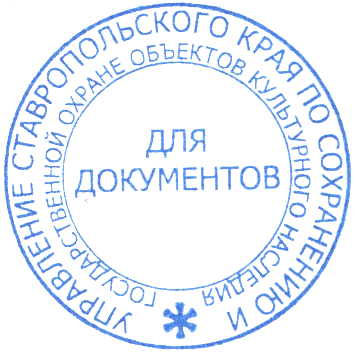 УПРАВЛЕНИЕ СТАВРОПОЛЬСКОГО КРАЯ ПО СОХРАНЕНИЮ И
ГОСУДАРСТВЕННОЙ ОХРАНЕ ОБЪЕКТОВ КУЛЬТУРНОГО НАСЛЕДИЯ
ДЛЯ
ДОКУМЕНТОВ